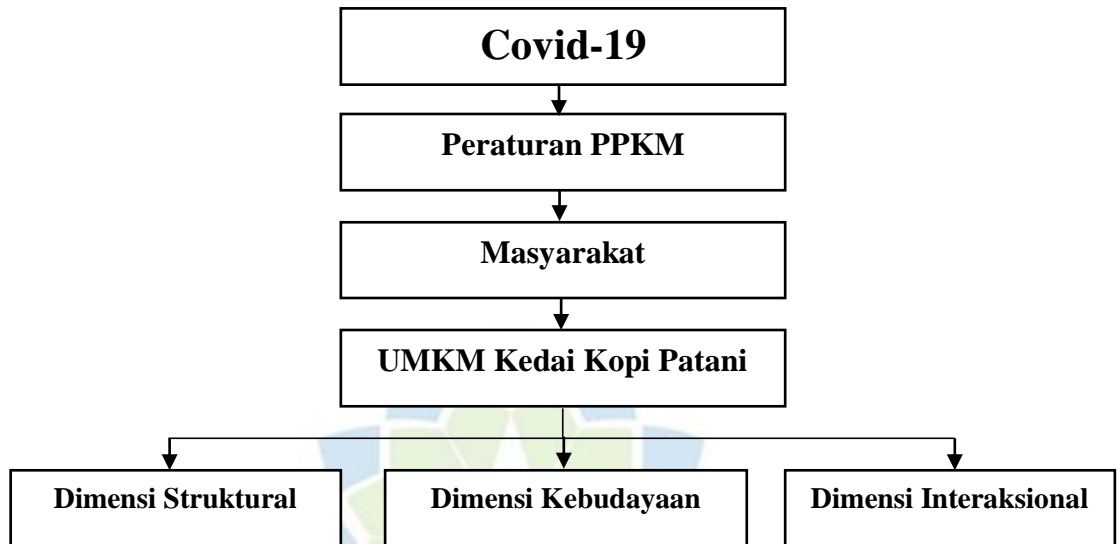 Covid-19
Peraturan PPKM
Masyarakat
UMKM Kedai Kopi Patani
Dimensi Struktural
Dimensi Kebudayaan
Dimensi Interaksional